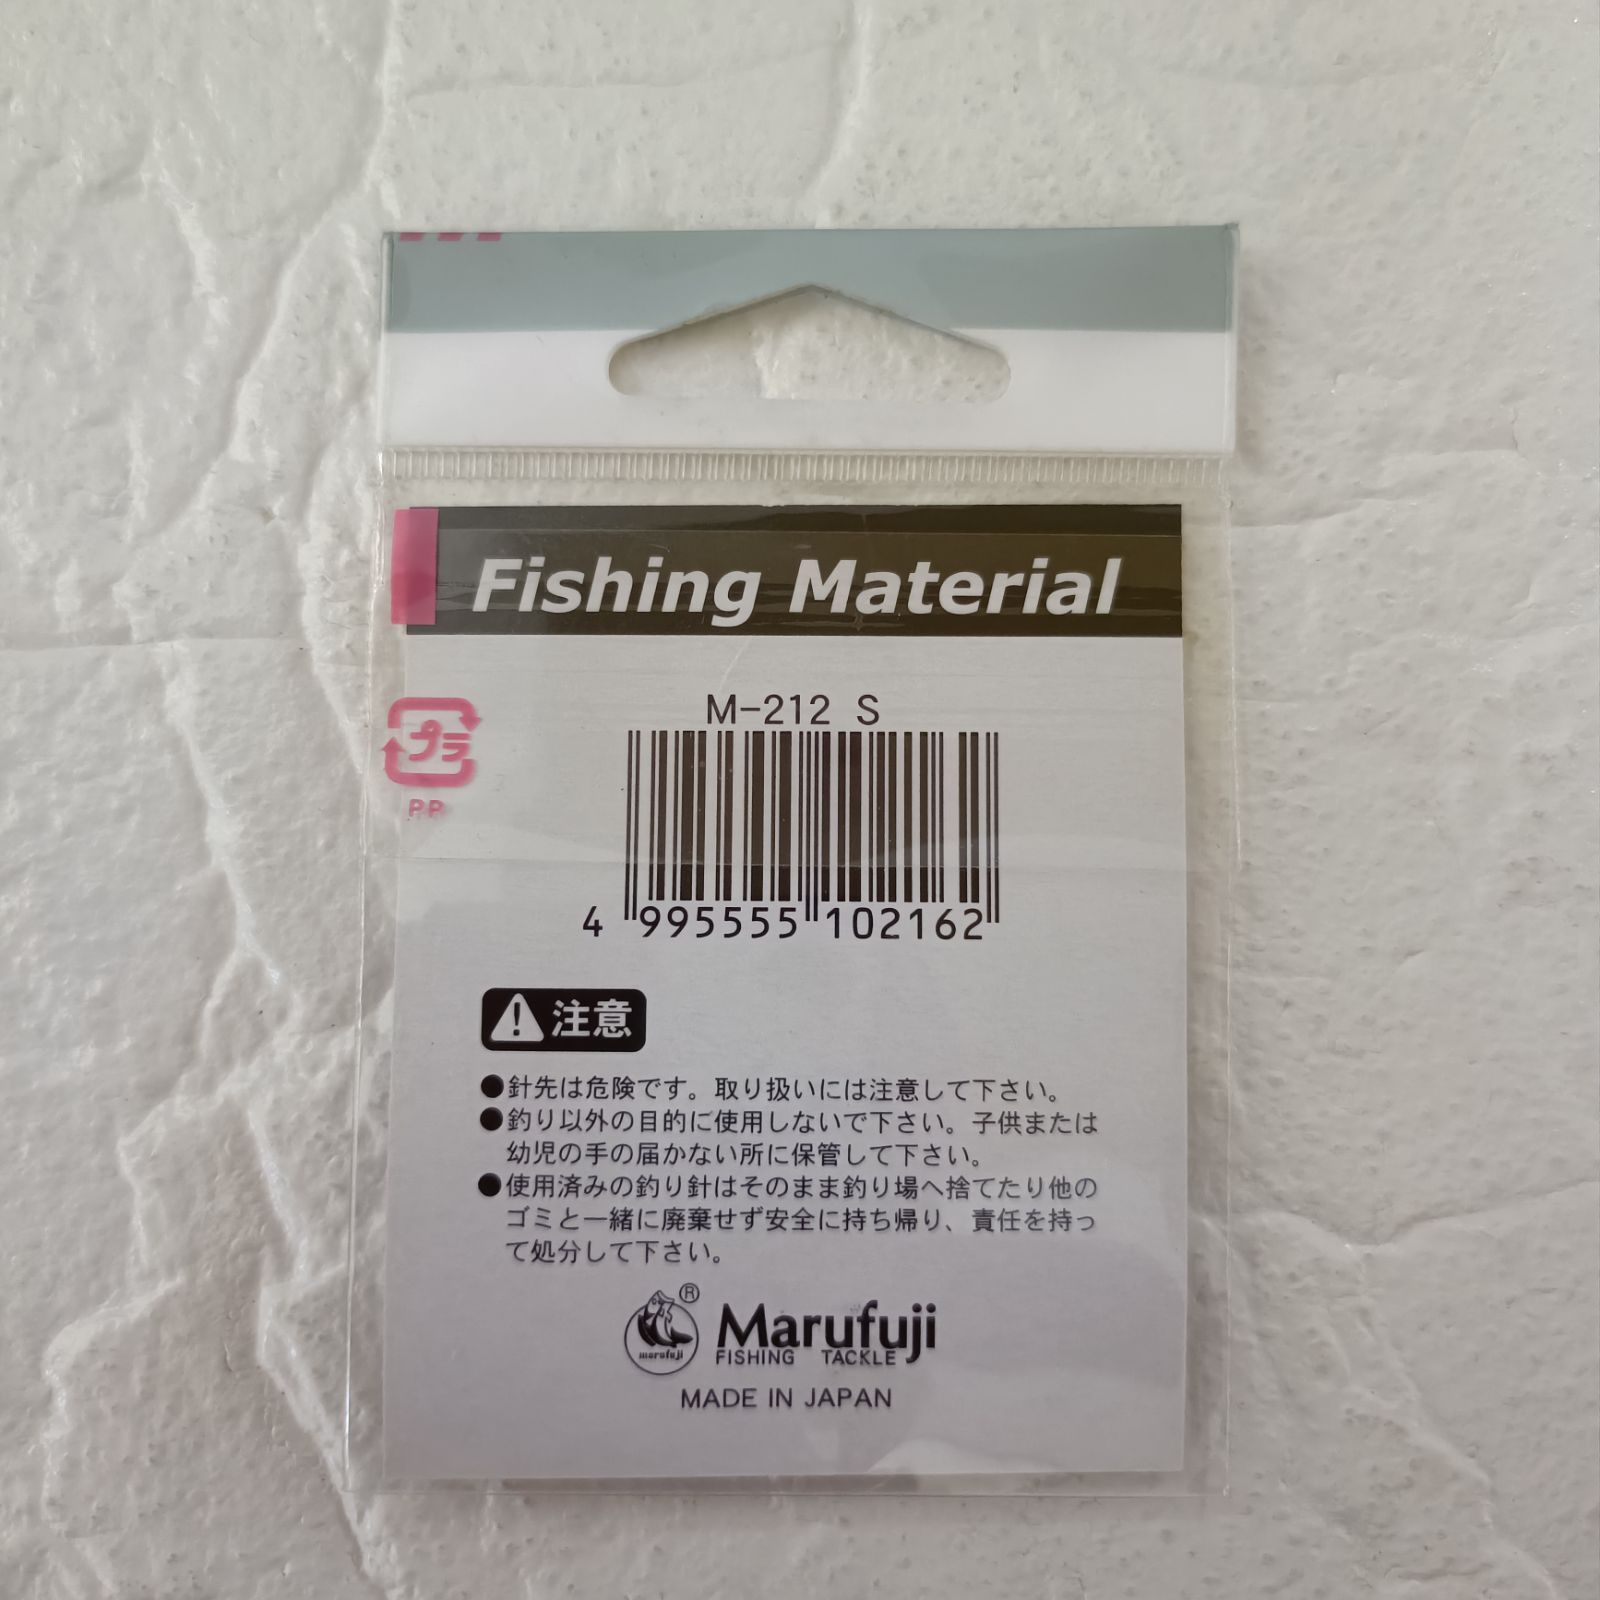 Fishing Material
M-212 S
プラ
PP
4 995555 102162
注意
●針先は危険です。取り扱いには注意して下さい。
●釣り以外の目的に使用しないで下さい。子供または
幼児の手の届かない所に保管して下さい。
●使用済みの釣り針はそのまま釣り場へ捨てたり他の
ゴミと一緒に廃棄せず安全に持ち帰り、責任を持っ
て処分して下さい。
®
marufuji
Marufuji
FISHING TACKLE
MADE IN JAPAN